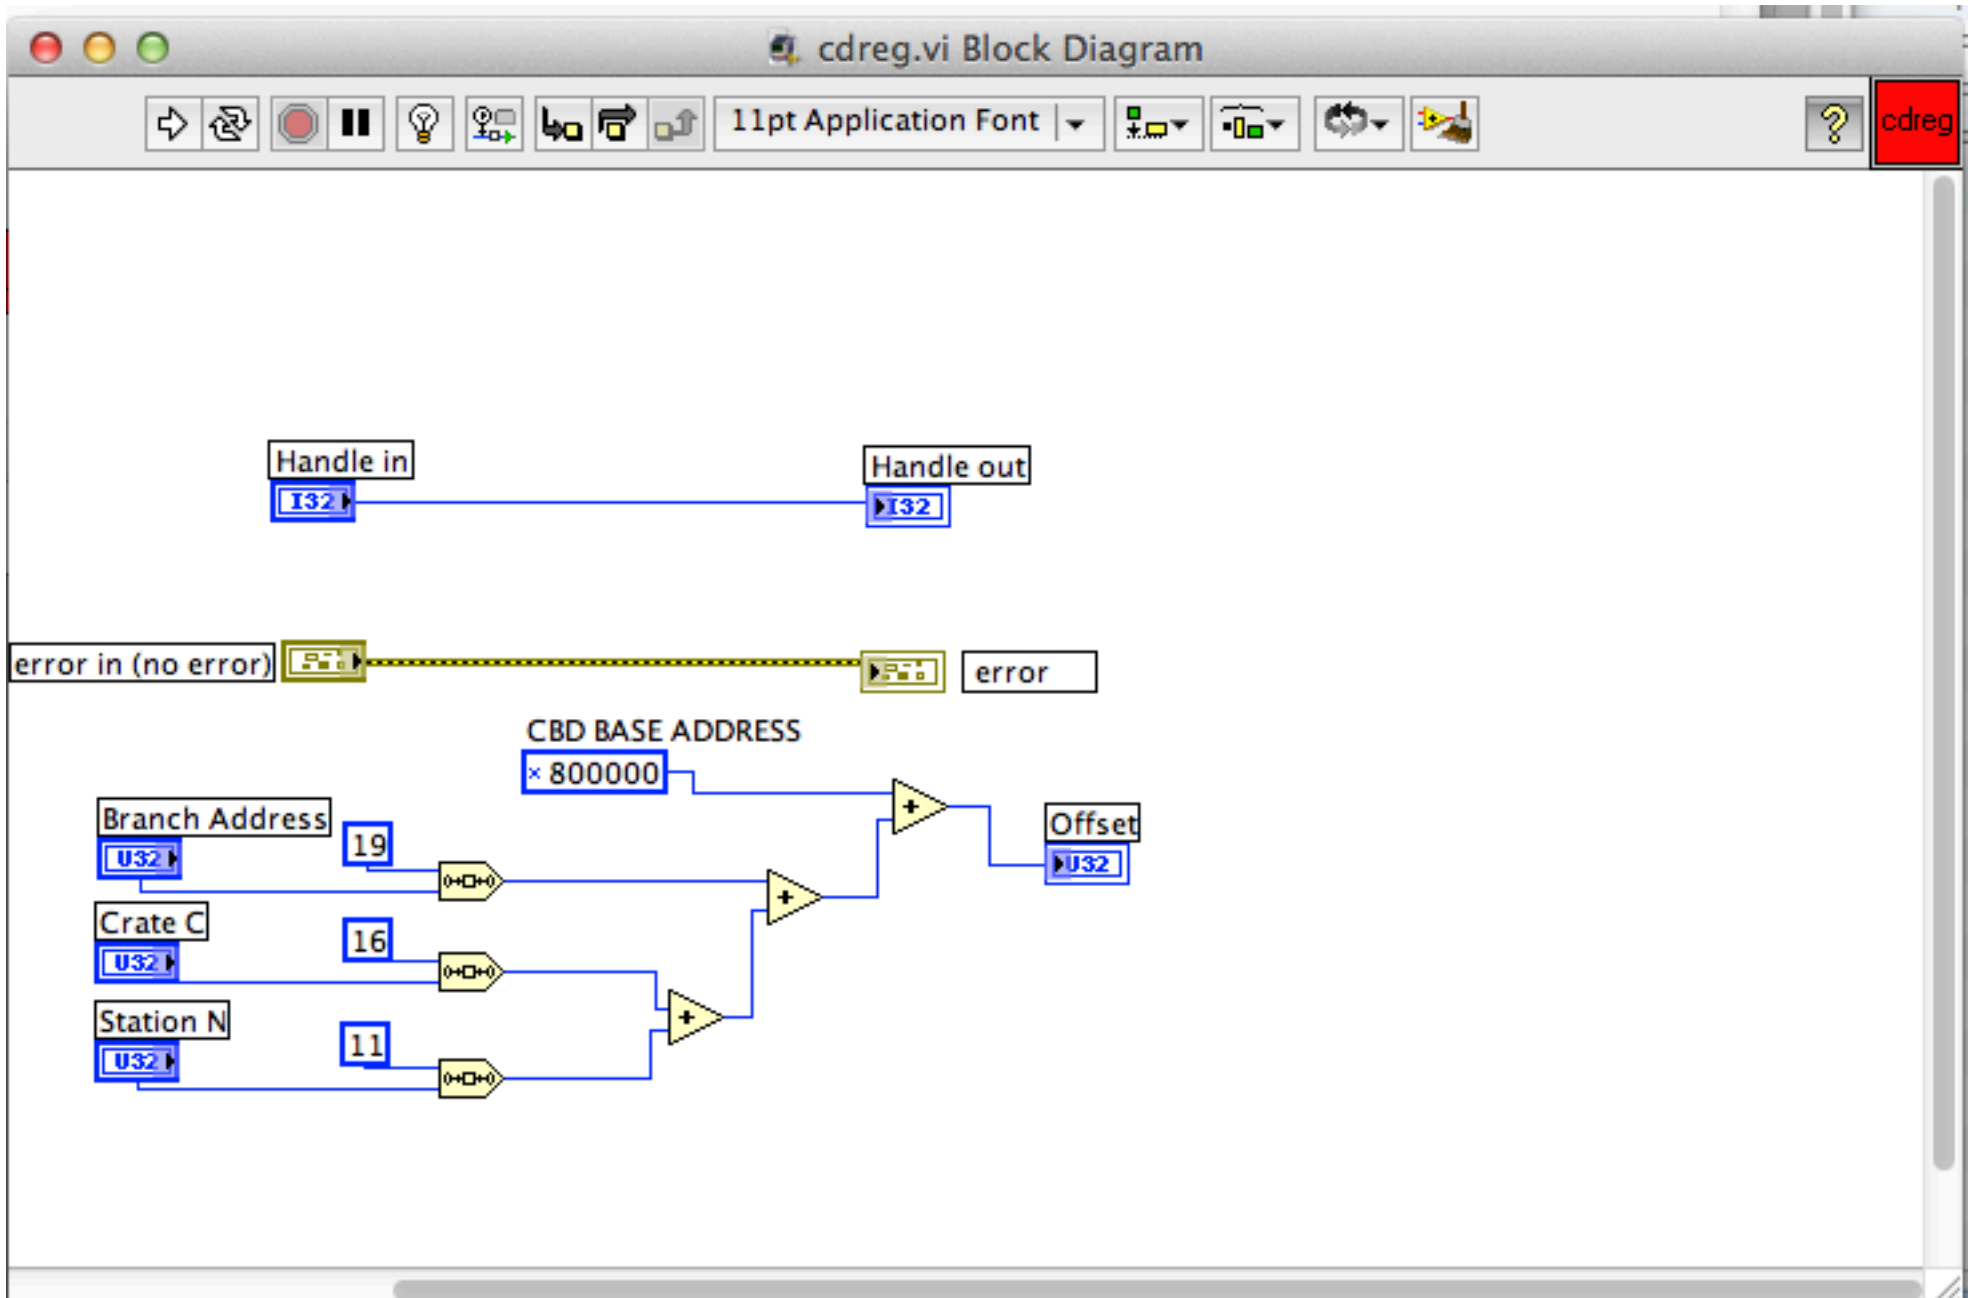 cdreg.vi Block Diagram
11pt Application Font
?
cdreg
Handle in
I32
Handle out
I32
error in (no error)
error
CBD BASE ADDRESS
× 800000
Branch Address
U32
19
+
Offset
U32
+
Crate C
U32
16
Station N
U32
11
+